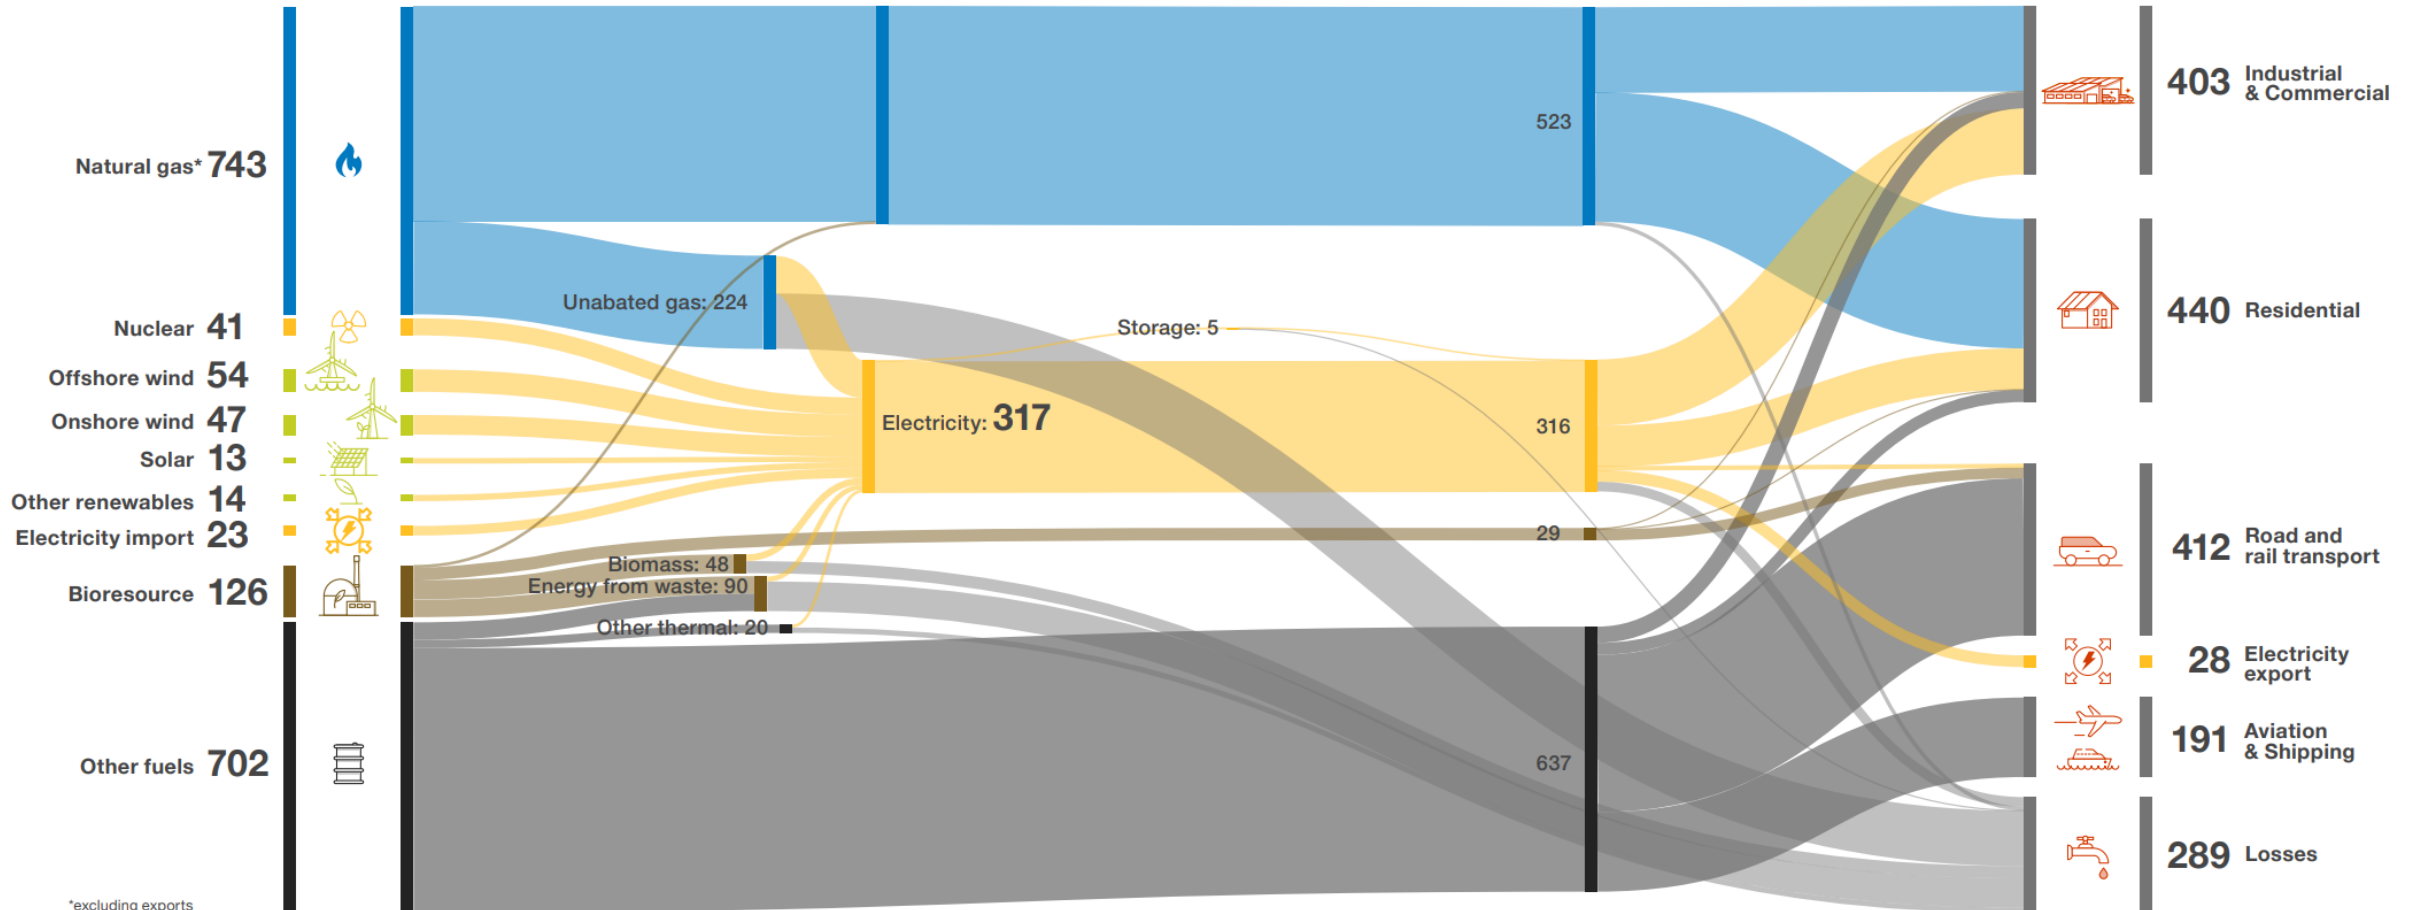 Natural gas* 743
Nuclear 41
Offshore wind 54
Onshore wind 47
Solar 13
Other renewables 14
Electricity import 23
Bioresource 126
Other fuels 702
*excluding exports
Unabated gas: 224
Biomass: 48
Energy from waste: 90
Other thermal: 20
Electricity: 317
Storage: 5
523
316
29
637
403 Industrial
& Commercial
440 Residential
412 Road and
rail transport
28 Electricity
export
191 Aviation
& Shipping
289 Losses